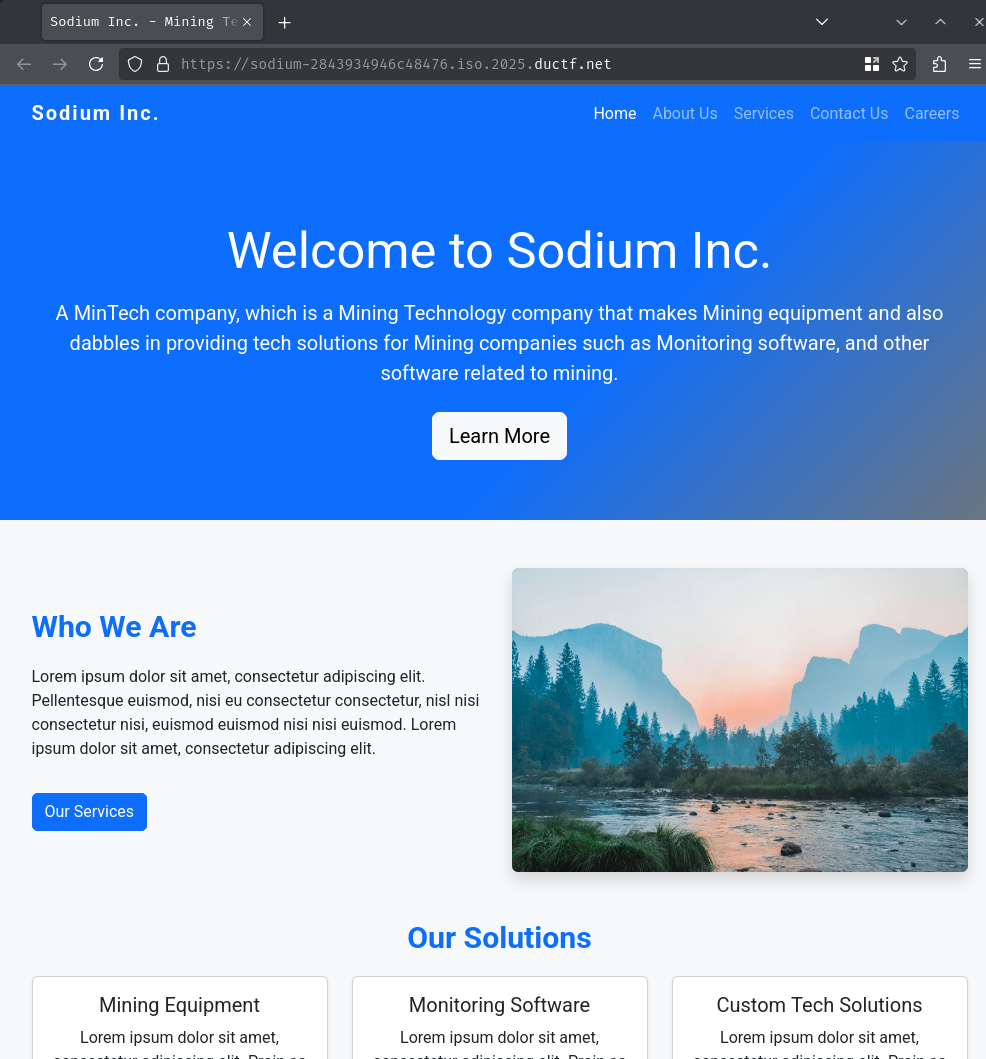 Sodium Inc. - Mining Te
https://sodium-2843934946c48476.iso.2025.ductf.net
Sodium Inc.
Home About Us Services Contact Us Careers
Welcome to Sodium Inc.
A MinTech company, which is a Mining Technology company that makes Mining equipment and also
dabbles in providing tech solutions for Mining companies such as Monitoring software, and other
software related to mining.
Learn More
Who We Are
Lorem ipsum dolor sit amet, consectetur adipiscing elit.
Pellentesque euismod, nisi eu consectetur consectetur, nisl nisi
consectetur nisi, euismod euismod nisi nisi euismod. Lorem
ipsum dolor sit amet, consectetur adipiscing elit.
Our Services
Our Solutions
Mining Equipment
Lorem ipsum dolor sit amet,
Monitoring Software
Lorem ipsum dolor sit amet,
Custom Tech Solutions
Lorem ipsum dolor sit amet,